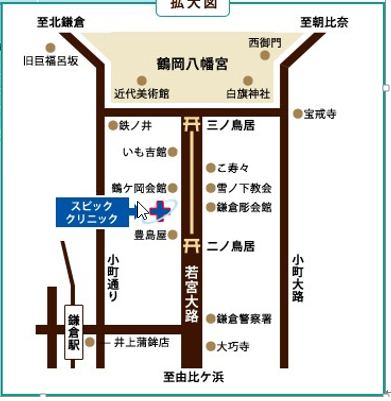 拡大図
至北鎌倉
至朝比奈
西御門
旧巨福呂坂
鶴岡八幡宮
近代美術館
白旗神社
宝戒寺
鉄ノ井
三ノ鳥居
いも吉館
こ寿々
鶴ケ岡会館
雪ノ下教会
スピック
クリニック
鎌倉彫会館
豊島屋
二ノ鳥居
小町通り
若宮大路
小町大路
鎌倉駅
鎌倉警察署
井上蒲鉾店
大巧寺
至由比ケ浜